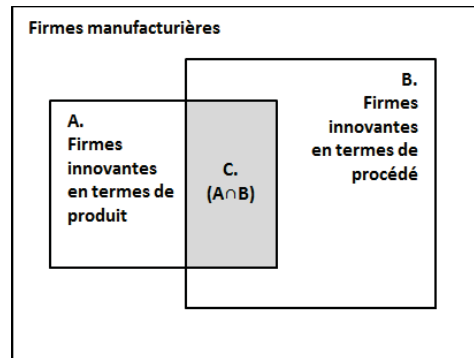 Firmes manufacturières
A.
Firmes
innovantes
en termes de
produit
C.
(A∩B)
B.
Firmes
innovantes
en termes de
procédé